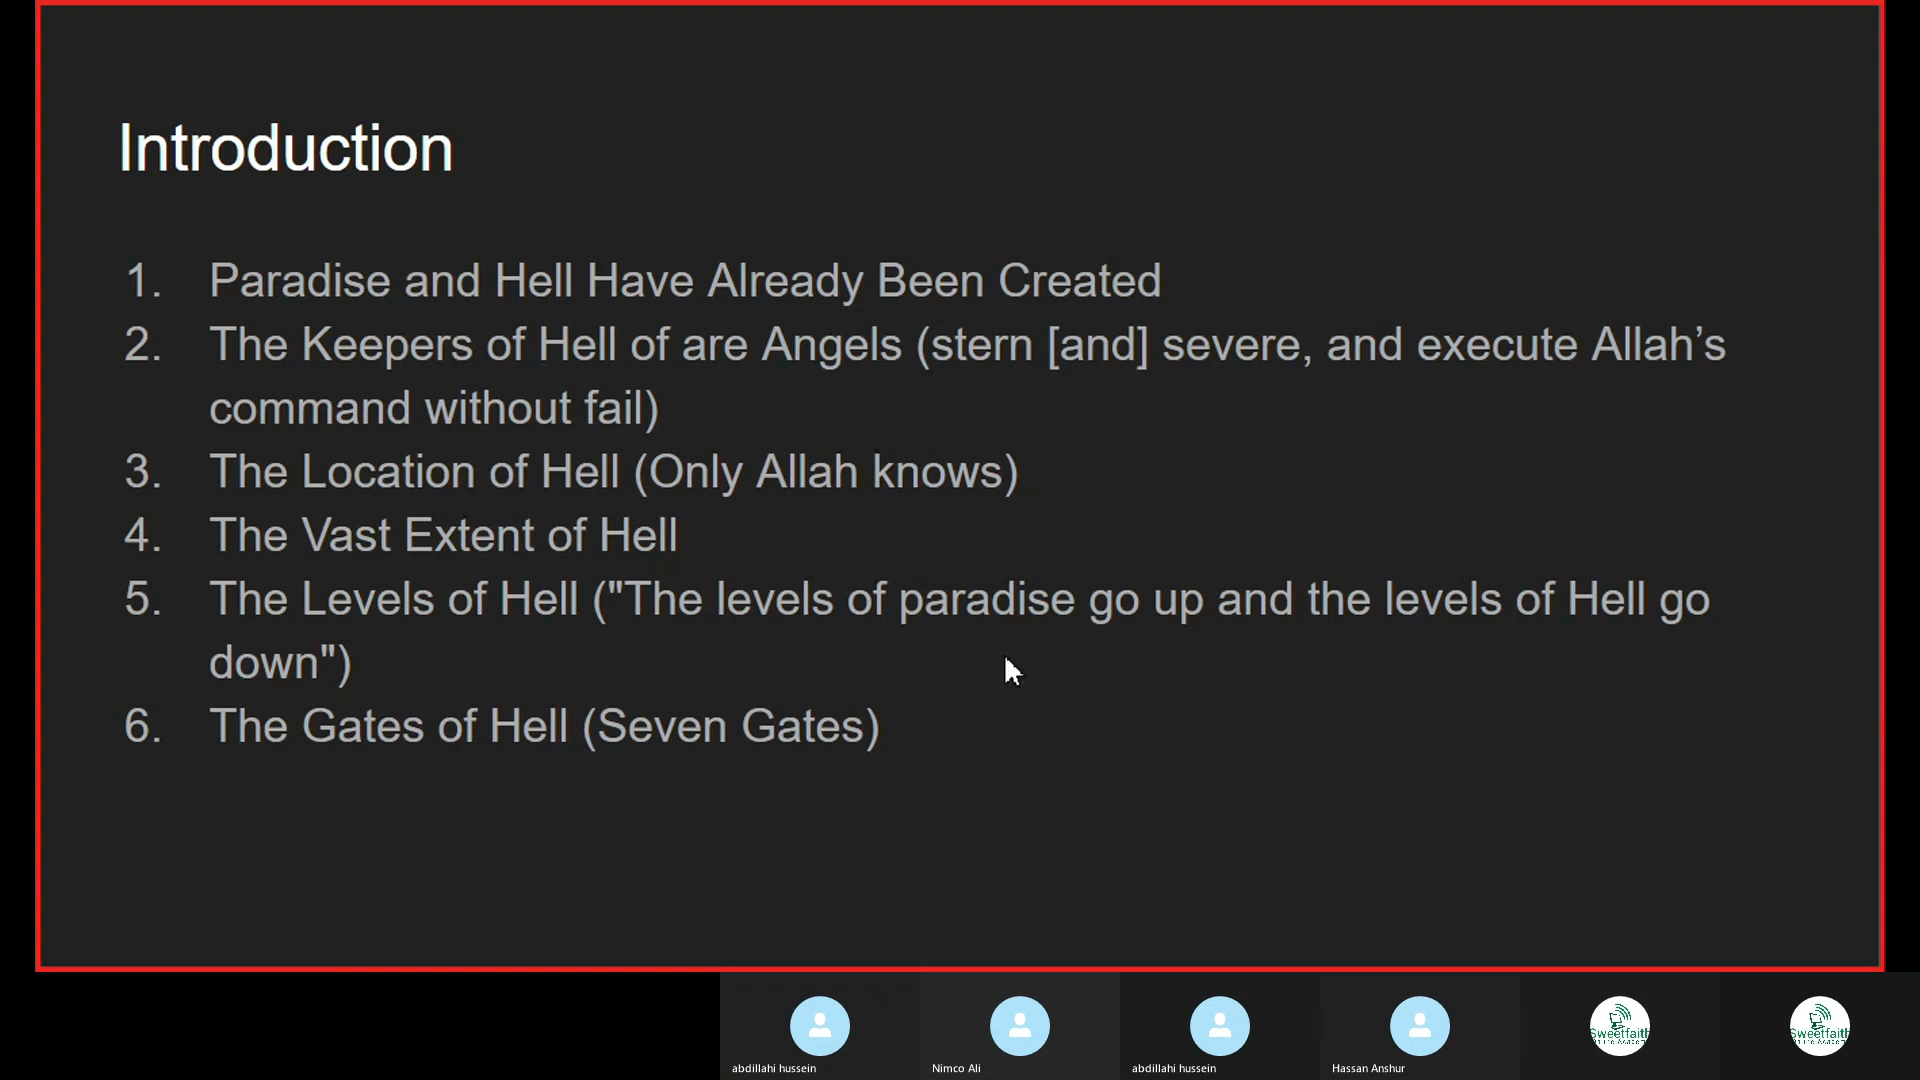 Introduction
1. Paradise and Hell Have Already Been Created
2. The Keepers of Hell of are Angels (stern [and] severe, and execute Allah’s
command without fail)
3. The Location of Hell (Only Allah knows)
4. The Vast Extent of Hell
5. The Levels of Hell ("The levels of paradise go up and the levels of Hell go
down")
6. The Gates of Hell (Seven Gates)
abdillahi hussein
Nimco Ali
abdillahi hussein
Hassan Anshur
Sweetfaith
Sweetfaith